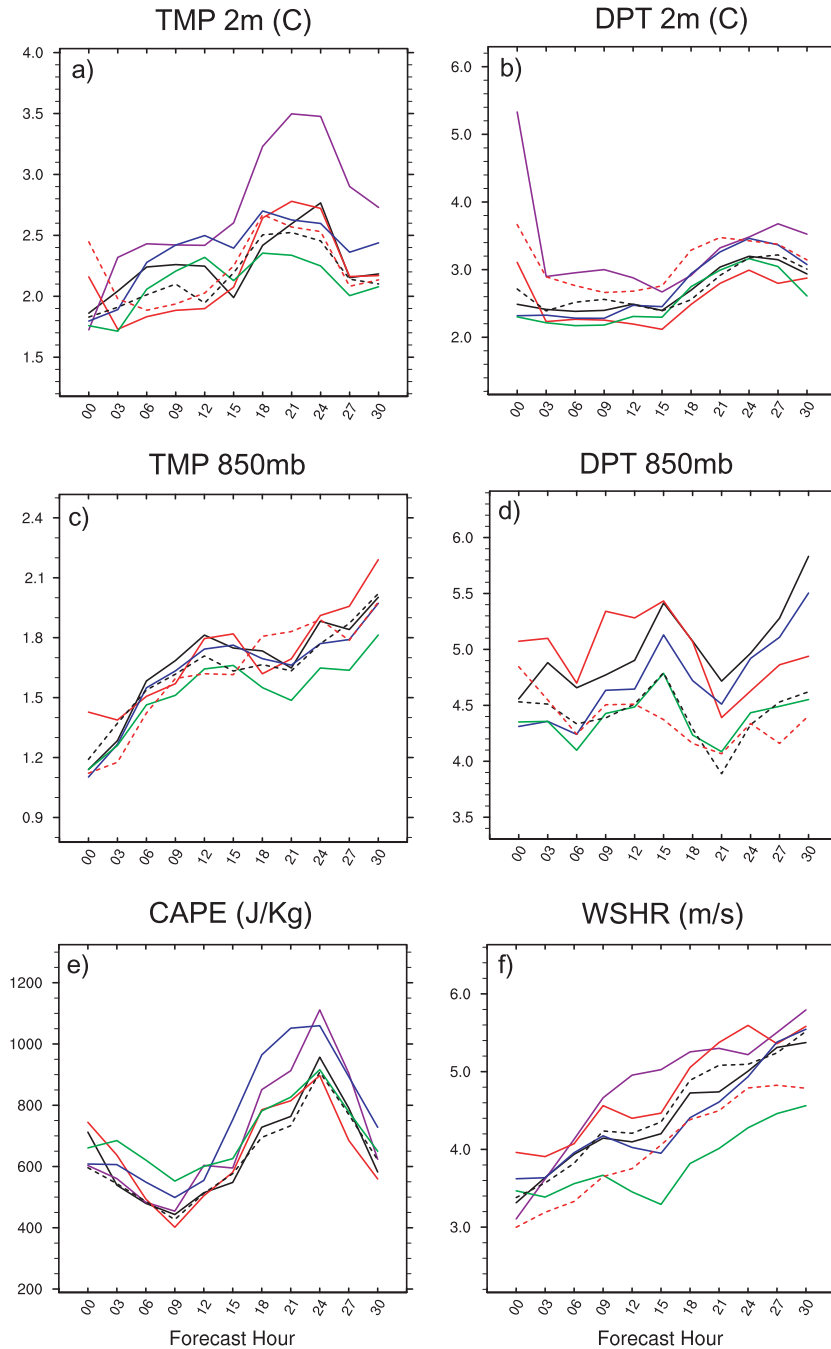 TMP 2m (C)
a)
4.0
3.5
3.0
2.5
2.0
1.5
00 03 06 09 12 15 18 21 24 27 30
DPT 2m (C)
b)
6.0
5.0
4.0
3.0
2.0
00 03 06 09 12 15 18 21 24 27 30
TMP 850mb
c)
2.4
2.1
1.8
1.5
1.2
0.9
00 03 06 09 12 15 18 21 24 27 30
DPT 850mb
d)
6.0
5.5
5.0
4.5
4.0
3.5
00 03 06 09 12 15 18 21 24 27 30
CAPE (J/Kg)
e)
1200
1000
800
600
400
200
00 03 06 09 12 15 18 21 24 27 30
Forecast Hour
WSHR (m/s)
f)
6.0
5.0
4.0
3.0
00 03 06 09 12 15 18 21 24 27 30
Forecast Hour